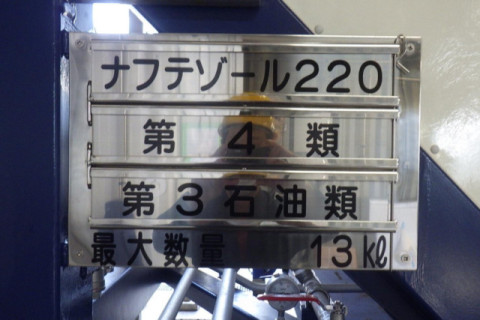 ナフテゾール220
第4類
第3石油類
最大数量 13㎘